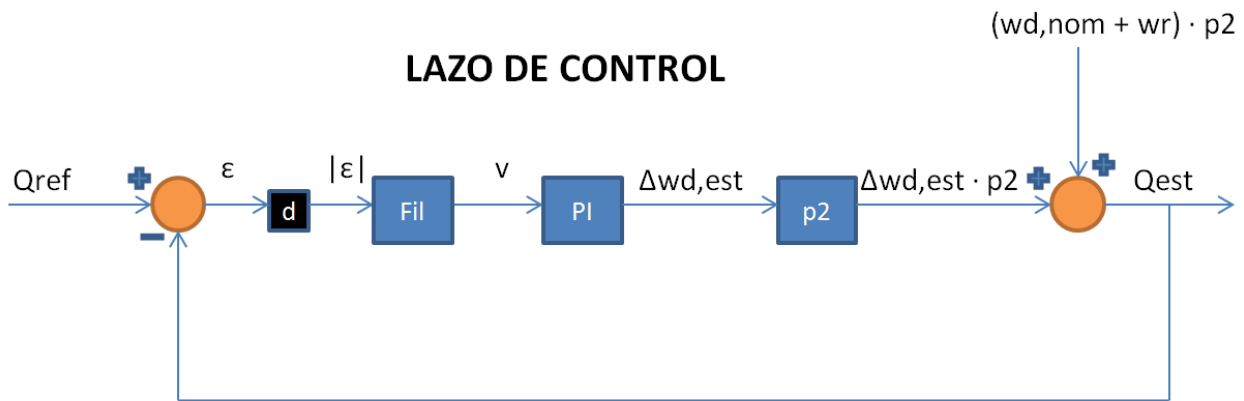 (wd,nom + wr) · p2
LAZO DE CONTROL
Qref
ε
|ε|
v
Δwd,est
Δwd,est · p2
Qest
d
Fil
PI
p2